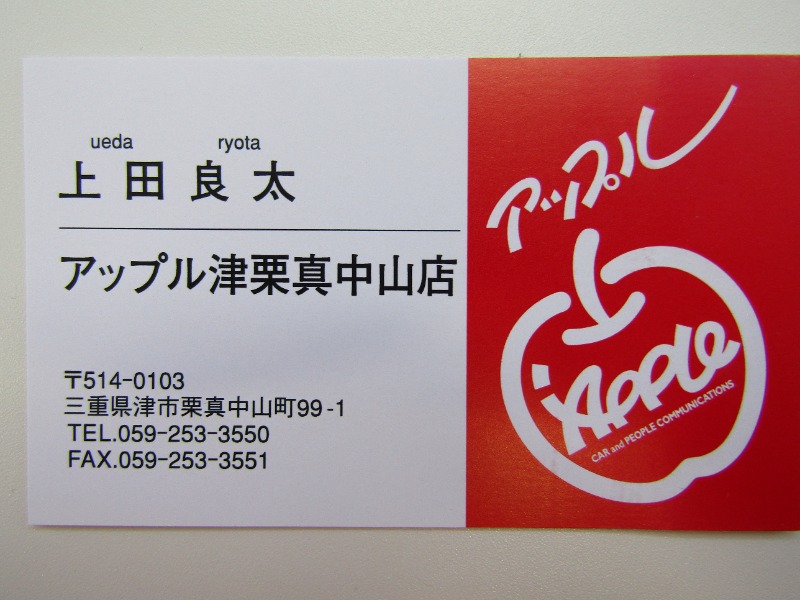 ueda ryota
上田良太
アップル津栗真中山店
〒514-0103
三重県津市栗真中山町99-1
TEL.059-253-3550
FAX.059-253-3551
アップル
APPLE
CAR and PEOPLE COMMUNICATIONS